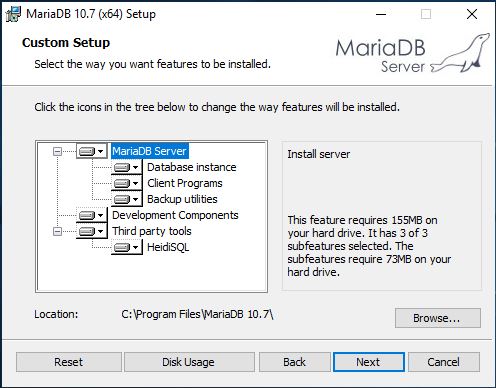 MariaDB 10.7 (x64) Setup
Custom Setup
Select the way you want features to be installed.
MariaDB
Server
Click the icons in the tree below to change the way features will be installed.
MariaDB Server
Database instance
Client Programs
Backup utilities
Development Components
Third party tools
HeidiSQL
Install server
This feature requires 155MB on
your hard drive. It has 3 of 3
subfeatures selected. The
subfeatures require 73MB on your
hard drive.
Location: C:\Program Files\MariaDB 10.7\
Browse...
Reset Disk Usage Back Next Cancel